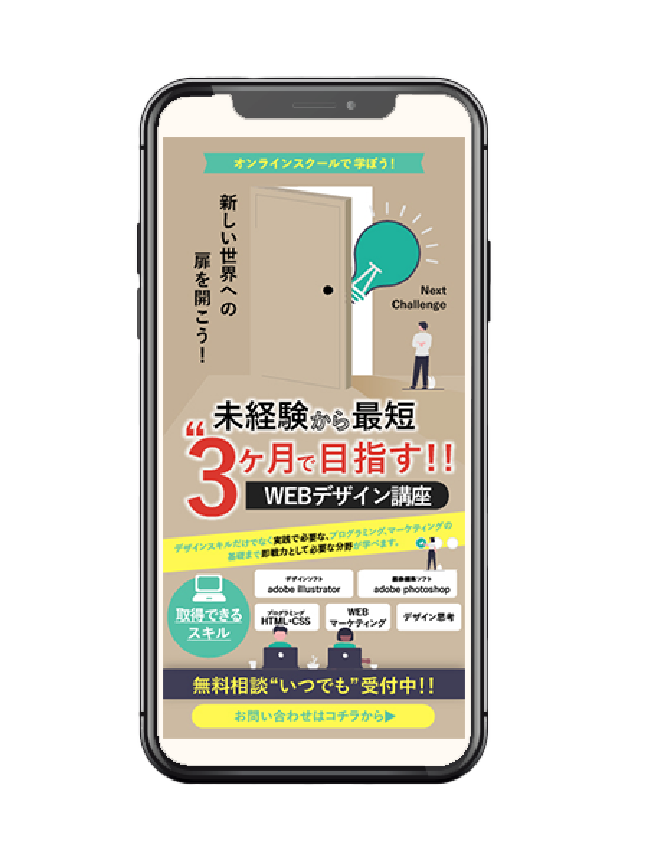 オンラインスクールで学ぼう！
新しい世界への
扉を開こう！
Next
Challenge
未経験から最短
“3ヶ月で目指す!!
WEBデザイン講座
デザインスキルだけでなく実践で必要な、プログラミング、マーケティングの
基礎まで即戦力として必要な分野が学べます。
取得できる
スキル
デザインソフト
adobe illustrator
画像編集ソフト
adobe photoshop
プログラミング
HTML・CSS
WEB
マーケティング
デザイン思考
無料相談“いつでも”受付中!!
お問い合わせはコチラから▶